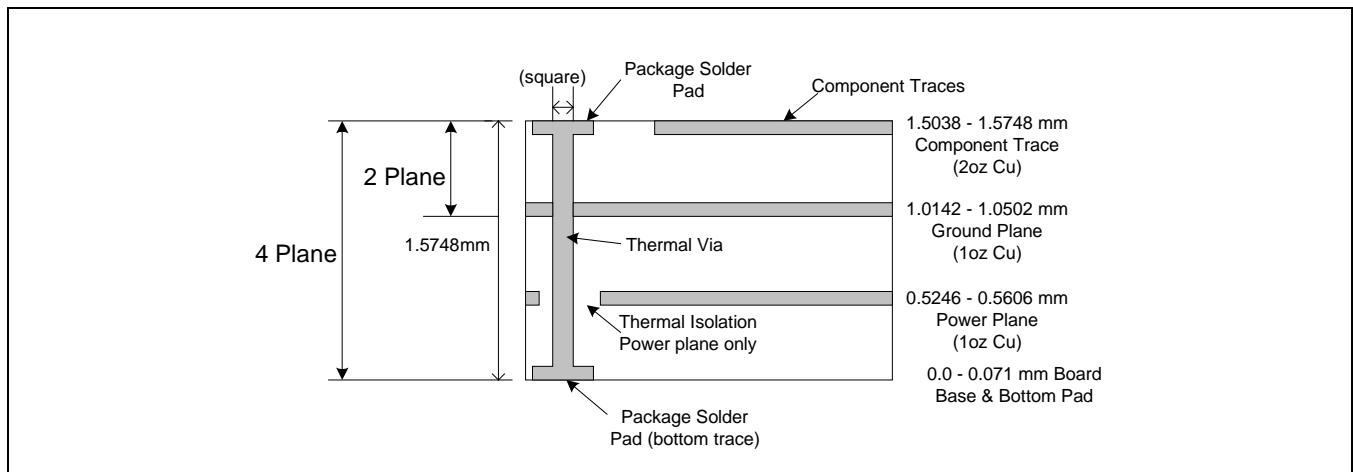 (square)
Package Solder
Pad
Component Traces
1.5038 - 1.5748 mm
Component Trace
(2oz Cu)
2 Plane
1.0142 - 1.0502 mm
Ground Plane
(1oz Cu)
Thermal Via
1.5748mm
4 Plane
0.5246 - 0.5606 mm
Power Plane
(1oz Cu)
Thermal Isolation
Power plane only
0.0 - 0.071 mm Board
Base & Bottom Pad
Package Solder
Pad (bottom trace)